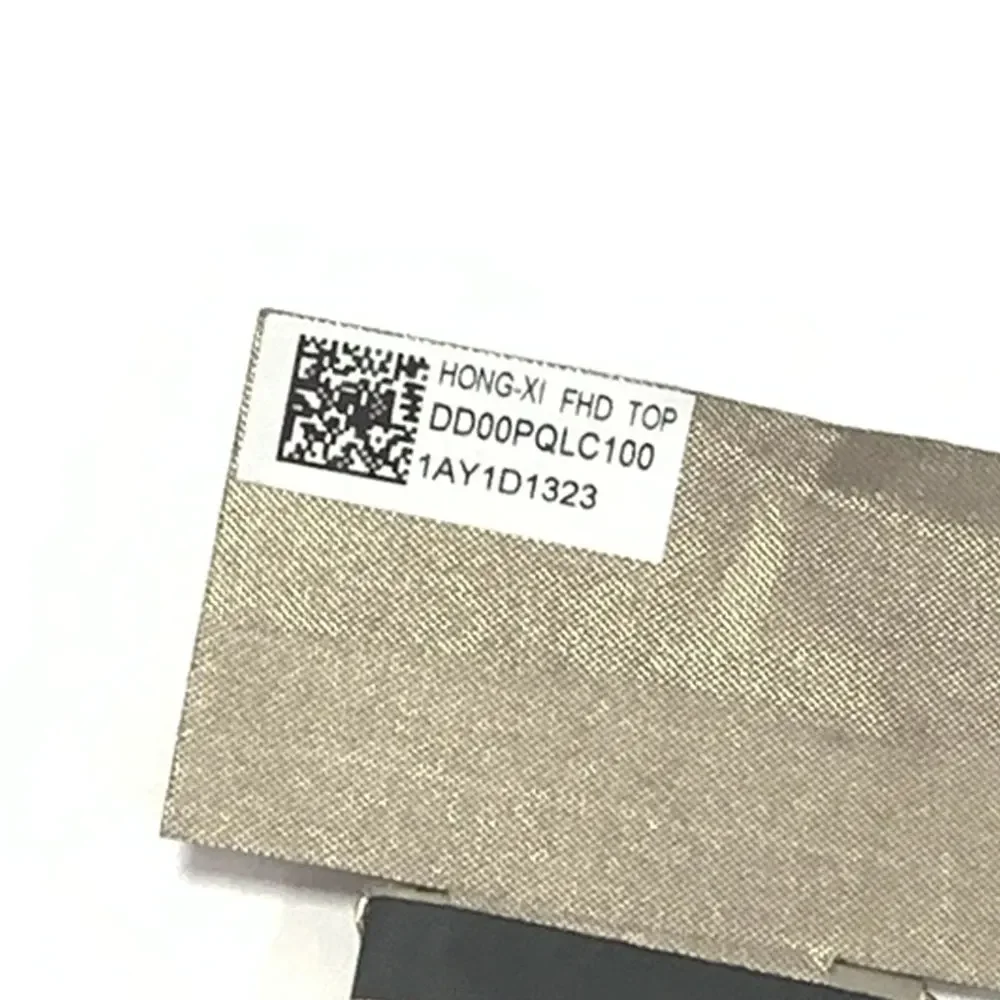 HONG-XI FHD TOP
DD00PQLC100
1AY1D1323